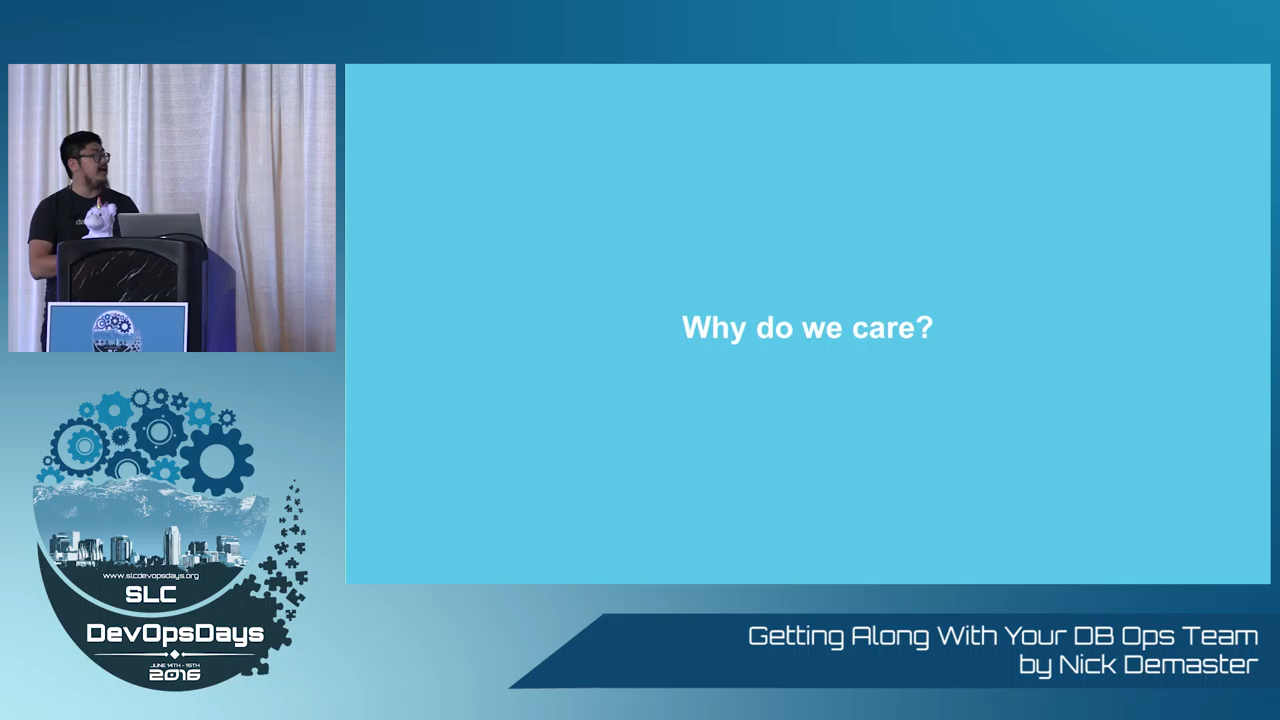 Why do we care?
www.slcdevopsdays.org
SLC
DevOpsDays
JUNE 14TH - 15TH
2016
Getting Along With Your DB Ops Team
by Nick Demaster